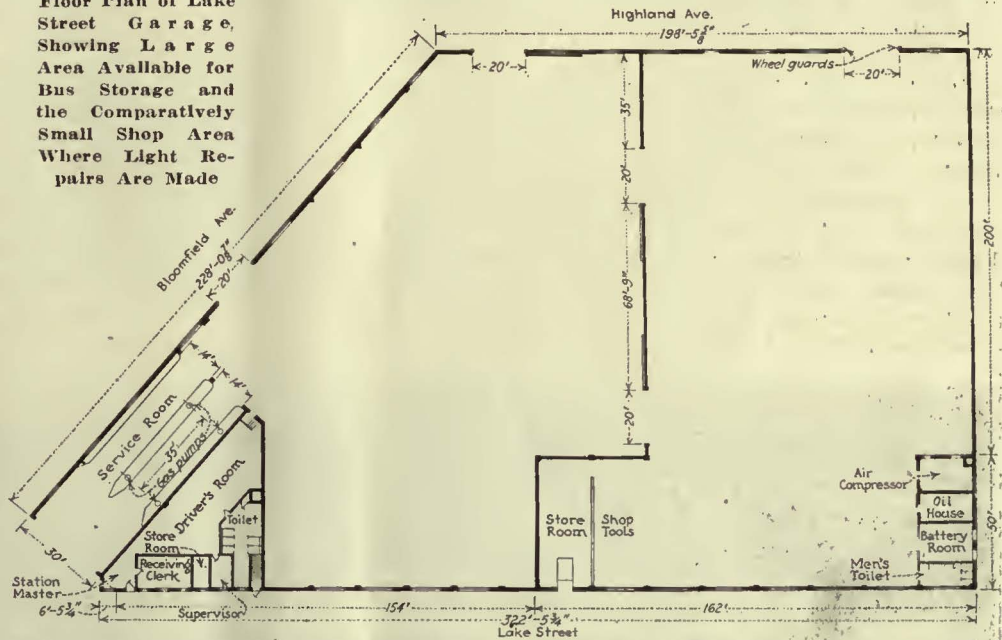 Floor Plan of Lake
Street Garage,
Showing Large
Area Available for
Bus Storage and
the Comparatively
Small Shop Area
Where Light Re-
pairs Are Made
Highland Ave.
198'-5⅝"
20'
Wheel guards
20'
35'
20'
68'-9"
20'
200'
50'
Bloomfield Ave.
228'-0⅞"
20'
14'
14'
Service Room
35'
Gas pumps
Driver's Room
30'
Toilet
Store
Room
Receiving
Clerk
Station
Master
Supervisor
6'-5¾"
Store
Room
Shop
Tools
Air
Compressor
Oil
House
Battery
Room
Men's
Toilet
154'
162'
322'-5¾"
Lake Street